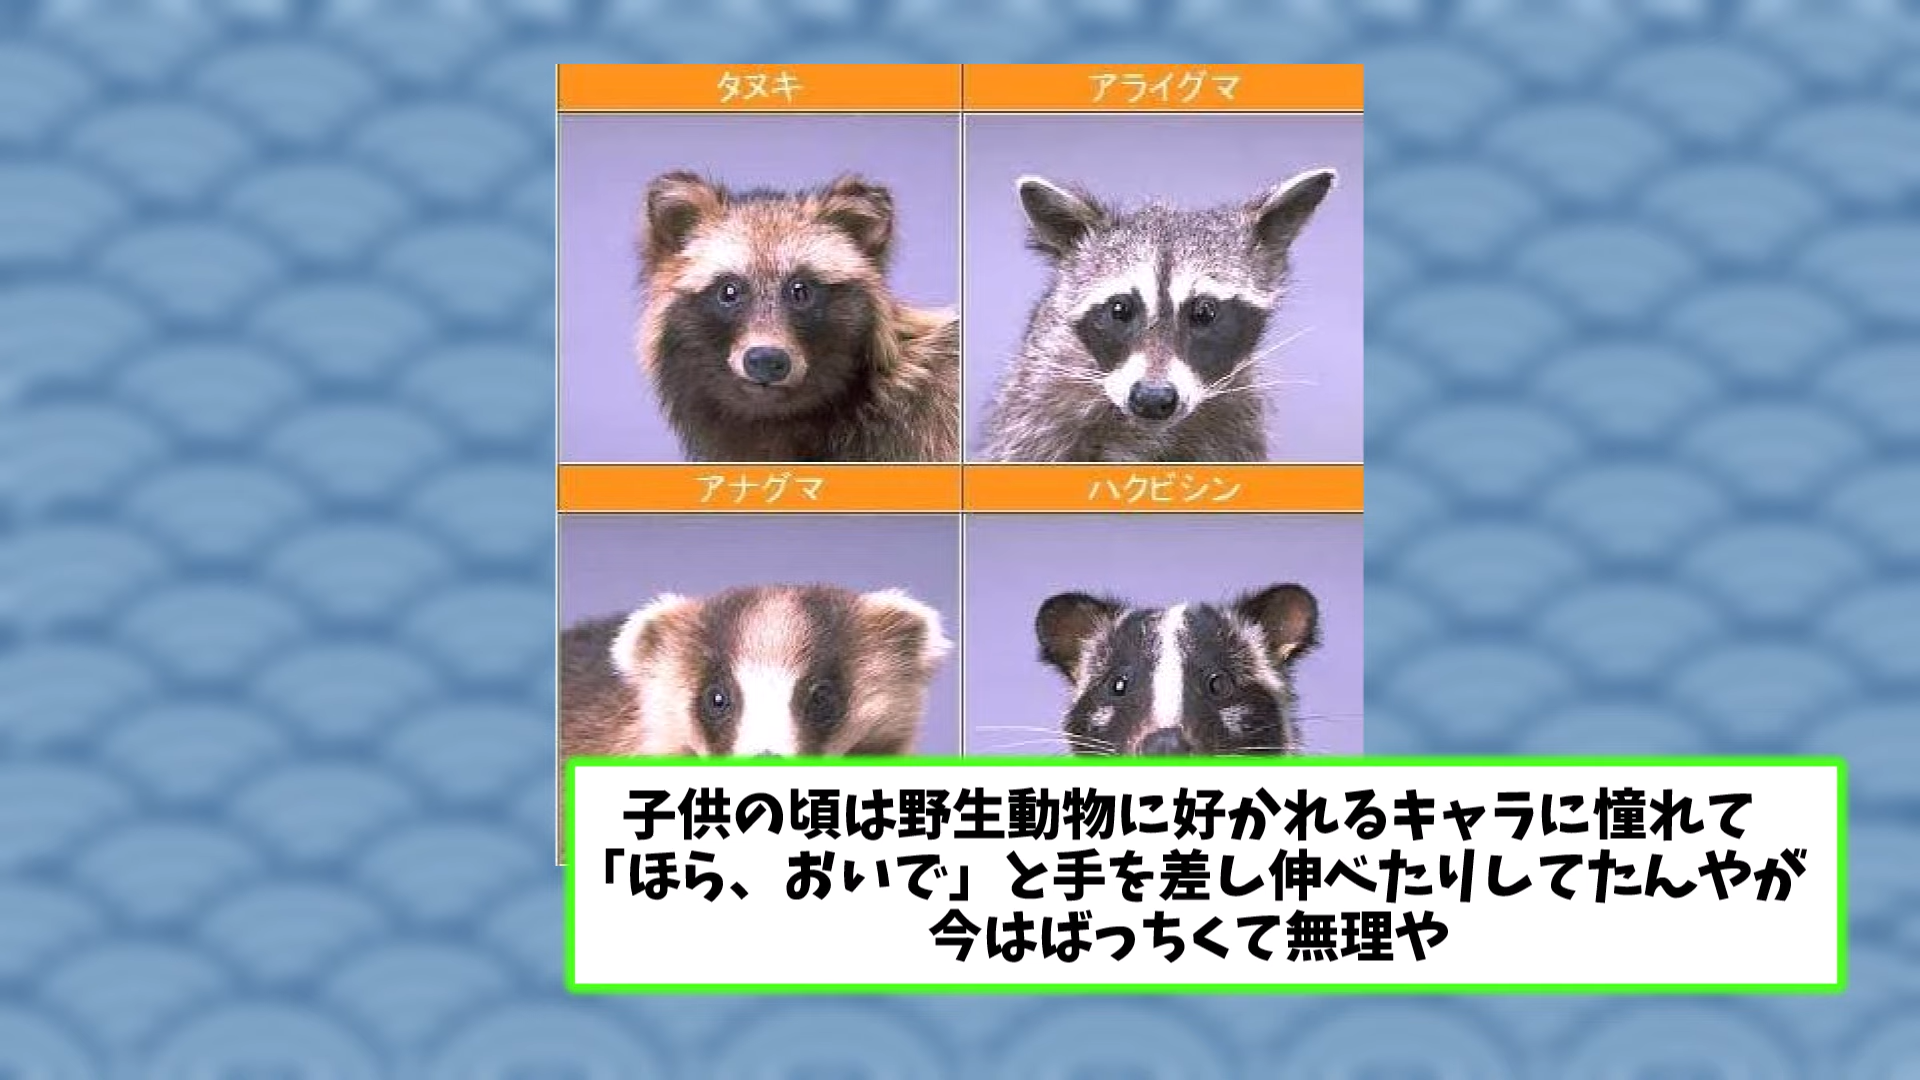 タヌキ
アライグマ
アナグマ
ハクビシン
子供の頃は野生動物に好かれるキャラに憧れて
「ほら、おいで」と手を差し伸べたりしてたんやが
今はばっちくて無理や